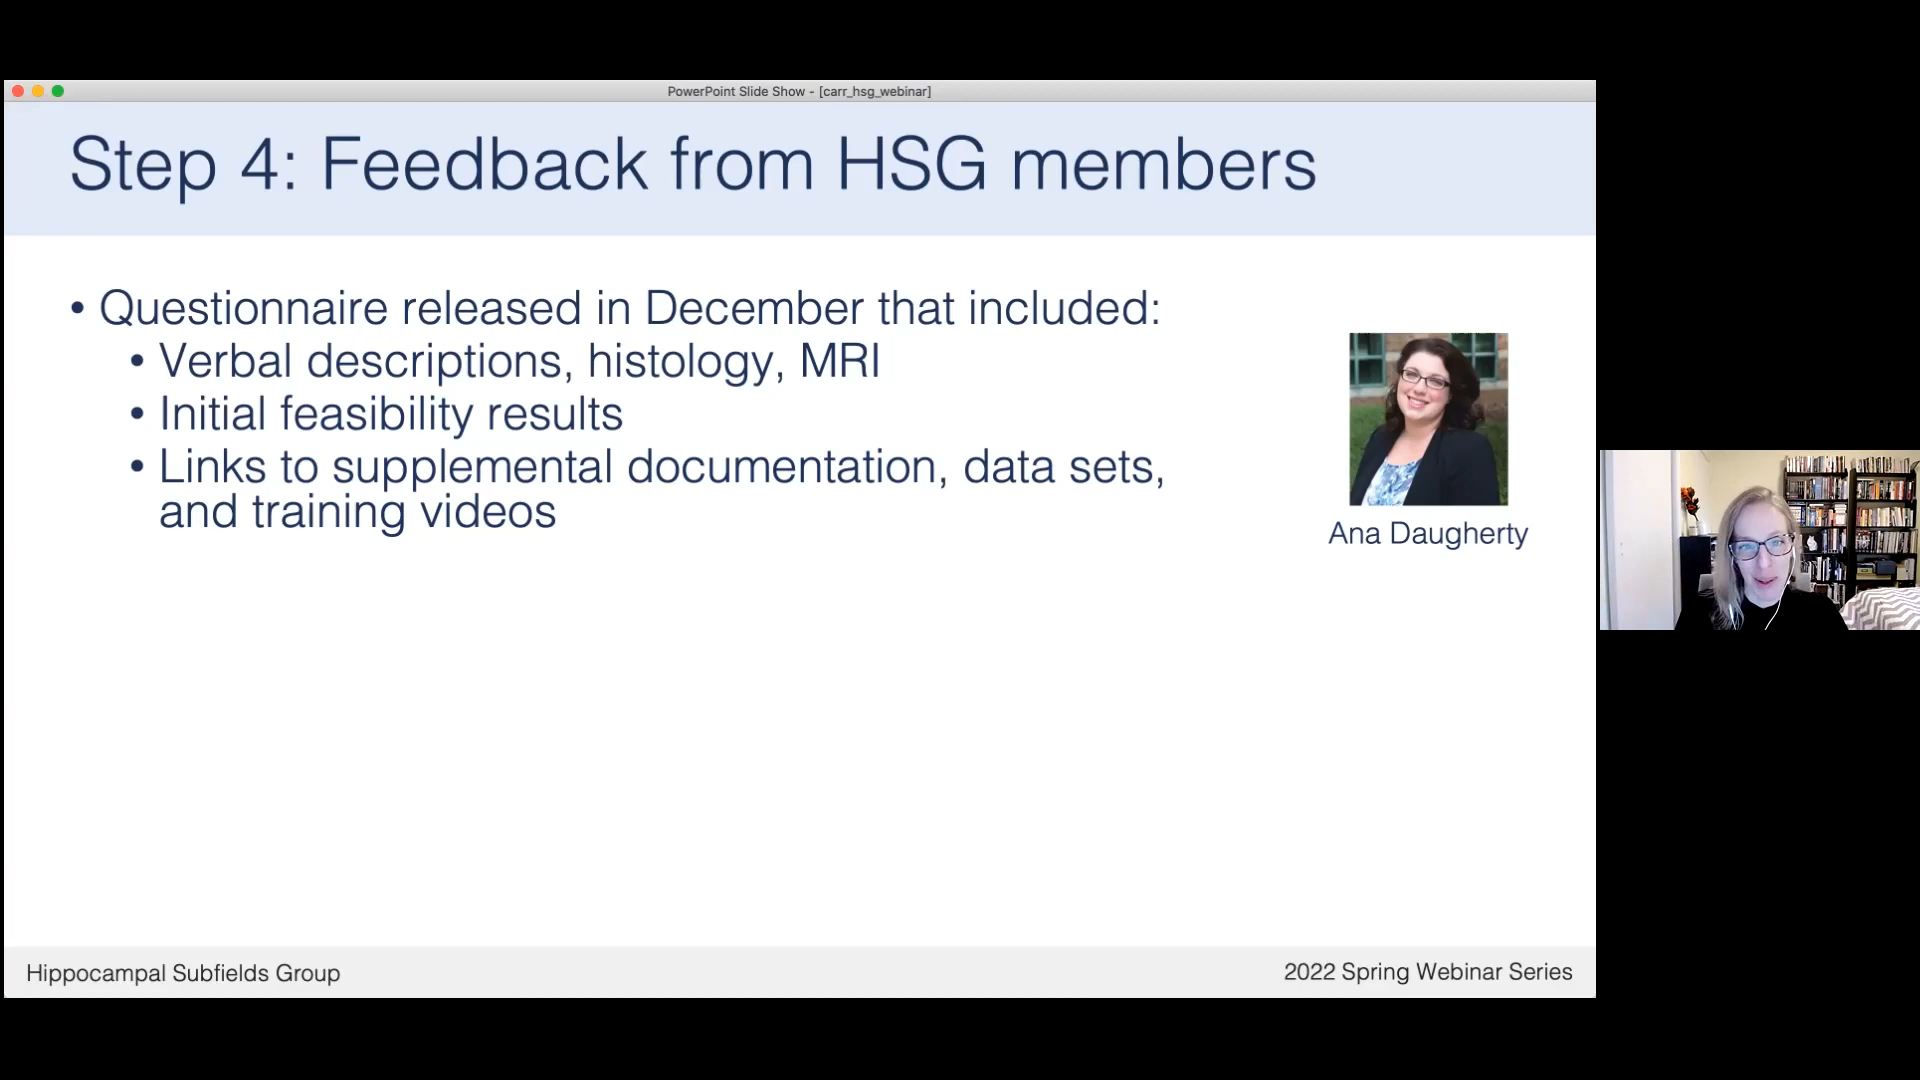 PowerPoint Slide Show - [carr_hsg_webinar]
Step 4: Feedback from HSG members
• Questionnaire released in December that included:
• Verbal descriptions, histology, MRI
• Initial feasibility results
• Links to supplemental documentation, data sets,
and training videos
Ana Daugherty
Hippocampal Subfields Group
2022 Spring Webinar Series